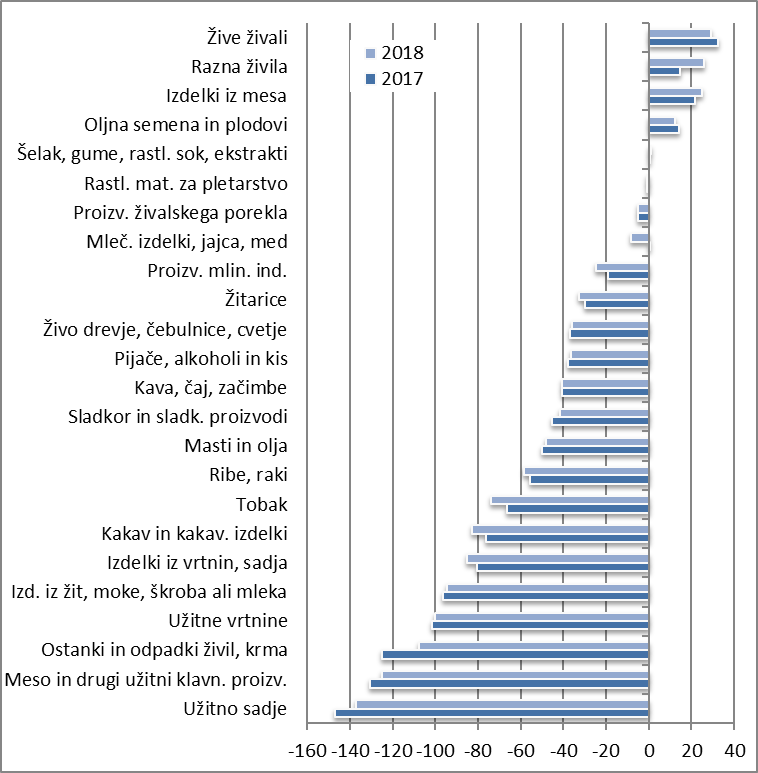 Žive živali
Razna živila
Izdelki iz mesa
Oljna semena in plodovi
Šelak, gume, rastl. sok, ekstrakti
Rastl. mat. za pletarstvo
Proizv. živalskega porekla
Mleč. izdelki, jajca, med
Proizv. mlin. ind.
Žitarice
Živo drevje, čebulnice, cvetje
Pijače, alkoholi in kis
Kava, čaj, začimbe
Sladkor in sladk. proizvodi
Masti in olja
Ribe, raki
Tobak
Kakav in kakav. izdelki
Izdelki iz vrtnin, sadja
Izd. iz žit, moke, škroba ali mleka
Užitne vrtnine
Ostanki in odpadki živil, krma
Meso in drugi užitni klavn. proizv.
Užitno sadje
2018
2017
-160 -140 -120 -100 -80 -60 -40 -20 0 20 40